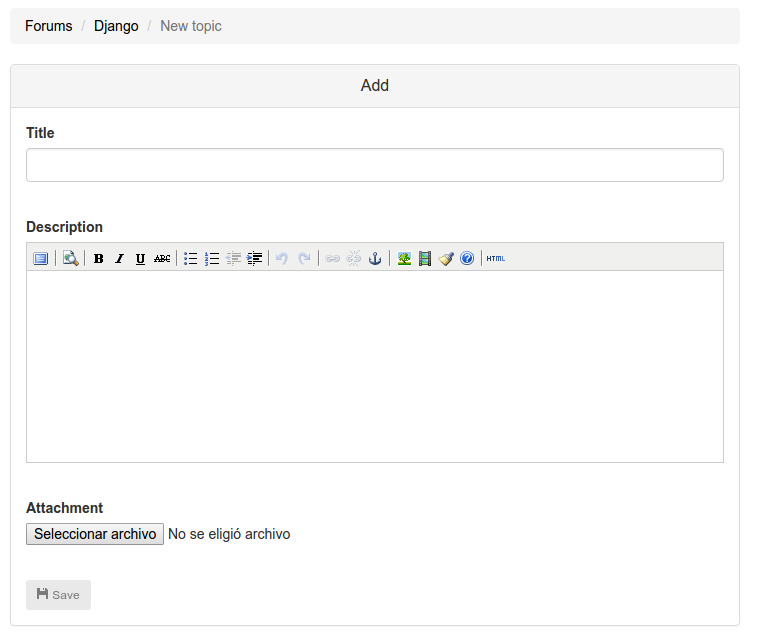 Forums / Django / New topic
Add
Title
Description
B I U ABC HTML
Attachment
Seleccionar archivo No se eligió archivo
Save